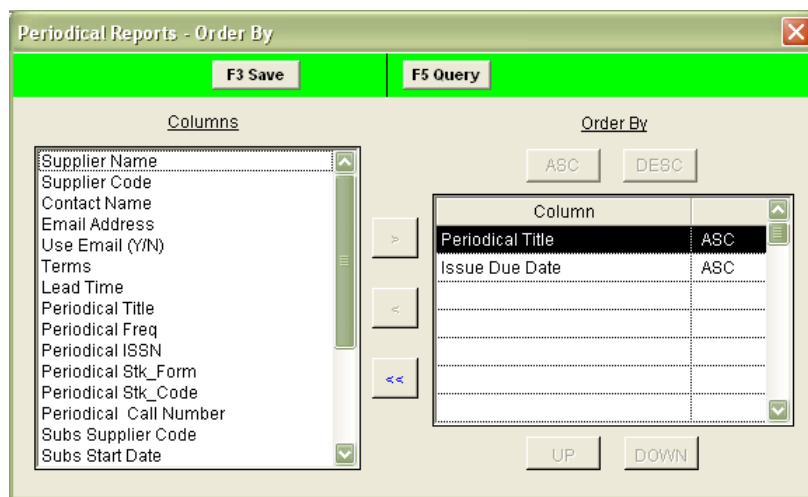 Periodical Reports - Order By
F3 Save
F5 Query
Columns
Supplier Name
Supplier Code
Contact Name
Email Address
Use Email (Y/N)
Terms
Lead Time
Periodical Title
Periodical Freq
Periodical ISSN
Periodical Stk_Form
Periodical Stk_Code
Periodical  Call Number
Subs Supplier Code
Subs Start Date
>
<
<<
Order By
ASC DESC
Column
Periodical Title ASC
Issue Due Date ASC
UP DOWN